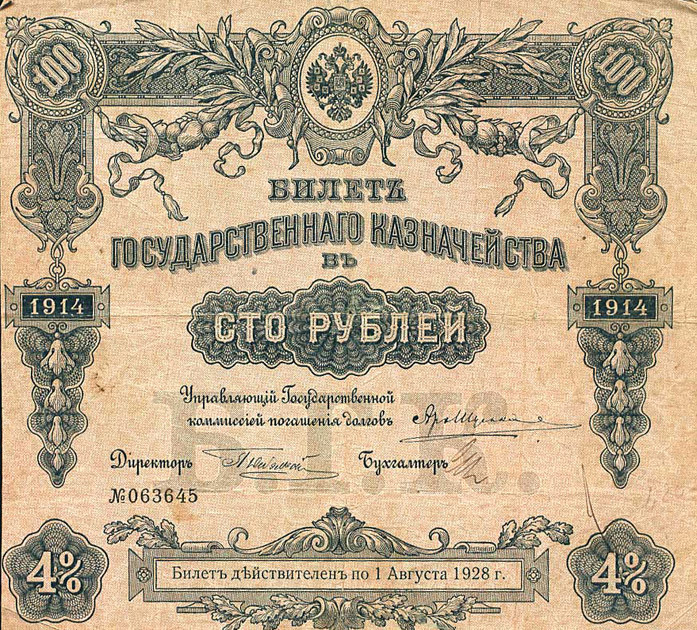 100 100
БИЛЕТЪ
ГОСУДАРСТВЕННАГО КАЗНАЧЕЙСТВА
ВЪ
1914 1914
СТО РУБЛЕЙ
Управляющій Государственной
коммиссіей погашенія долговъ
Директоръ Бухгалтеръ
№063645
4% 4%
Билетъ дѣйствителенъ по 1 Августа 1928 г.